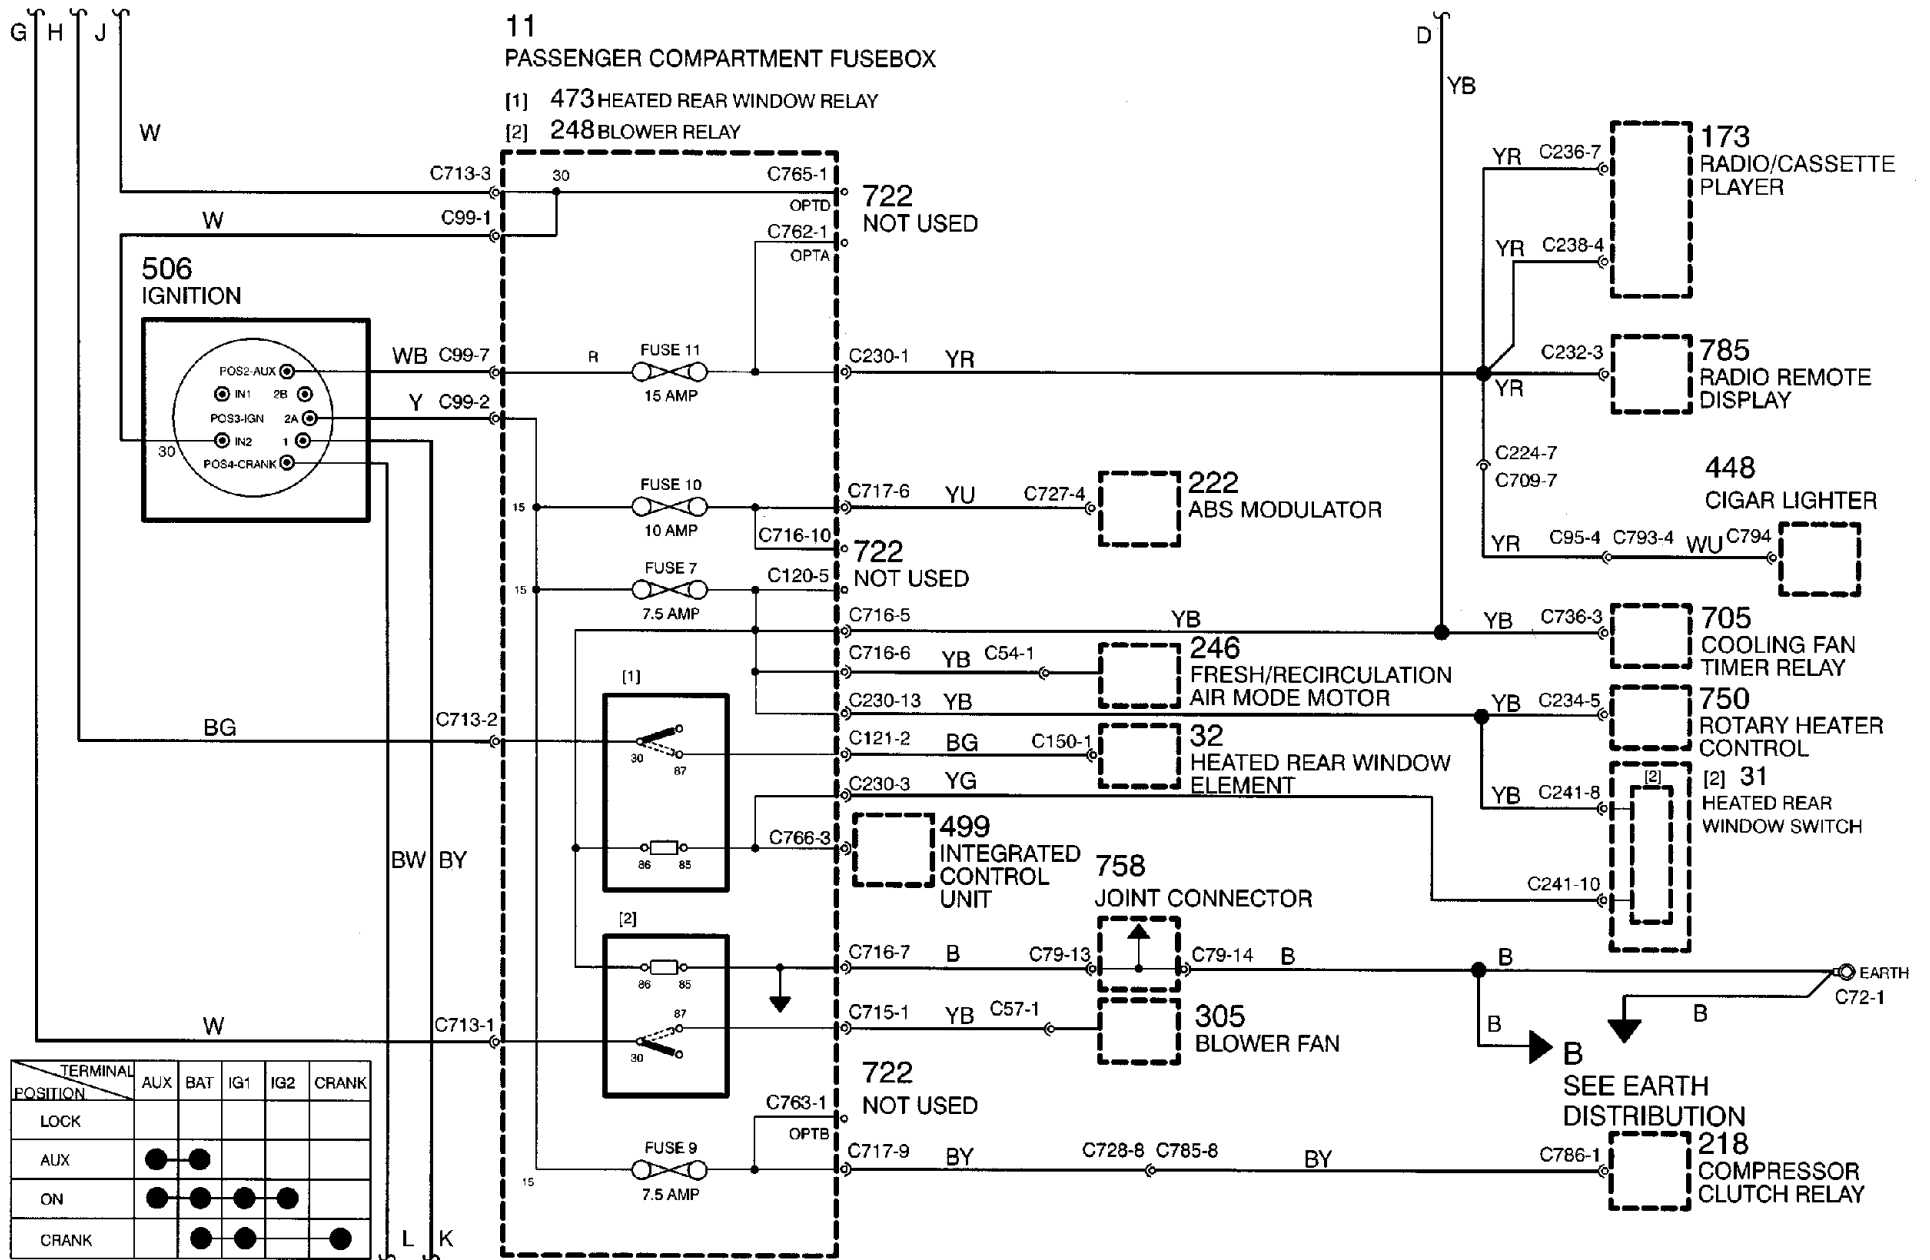 G H J
11
PASSENGER COMPARTMENT FUSEBOX
[1] 473 HEATED REAR WINDOW RELAY
[2] 248 BLOWER RELAY
D
YB
W
C713-3
30
C765-1
OPTD
722
NOT USED
W
C99-1
C762-1
OPTA
YR
C236-7
173
RADIO/CASSETTE
PLAYER
YR
C238-4
506
IGNITION
POS2-AUX
IN1
2B
POS3-IGN
2A
IN2
1
POS4-CRANK
30
WB
C99-7
R
FUSE 11
15 AMP
C230-1
YR
C232-3
YR
785
RADIO REMOTE
DISPLAY
Y
C99-2
C224-7
C709-7
448
CIGAR LIGHTER
15
FUSE 10
10 AMP
C717-6
YU
C727-4
222
ABS MODULATOR
C716-10
722
NOT USED
YR
C95-4
C793-4
WU
C794
15
FUSE 7
7.5 AMP
C120-5
C716-5
YB
YB
C736-3
705
COOLING FAN
TIMER RELAY
C716-6
YB
C54-1
246
FRESH/RECIRCULATION
AIR MODE MOTOR
[1]
C230-13
YB
YB
C234-5
750
ROTARY HEATER
CONTROL
BG
C713-2
30
87
C121-2
BG
C150-1
32
HEATED REAR WINDOW
ELEMENT
C230-3
YG
YB
C241-8
[2]
[2] 31
HEATED REAR
WINDOW SWITCH
86
85
C766-3
499
INTEGRATED
CONTROL
UNIT
BW
BY
758
JOINT CONNECTOR
C241-10
[2]
86
85
C716-7
B
C79-13
C79-14
B
B
EARTH
C72-1
B
B
B
SEE EARTH
DISTRIBUTION
W
C713-1
87
30
C715-1
YB
C57-1
305
BLOWER FAN
722
NOT USED
C763-1
OPTB
15
FUSE 9
7.5 AMP
C717-9
BY
C728-8
C785-8
BY
C786-1
218
COMPRESSOR
CLUTCH RELAY
TERMINAL
POSITION
AUX BAT IG1 IG2 CRANK
LOCK
AUX
ON
CRANK
L K